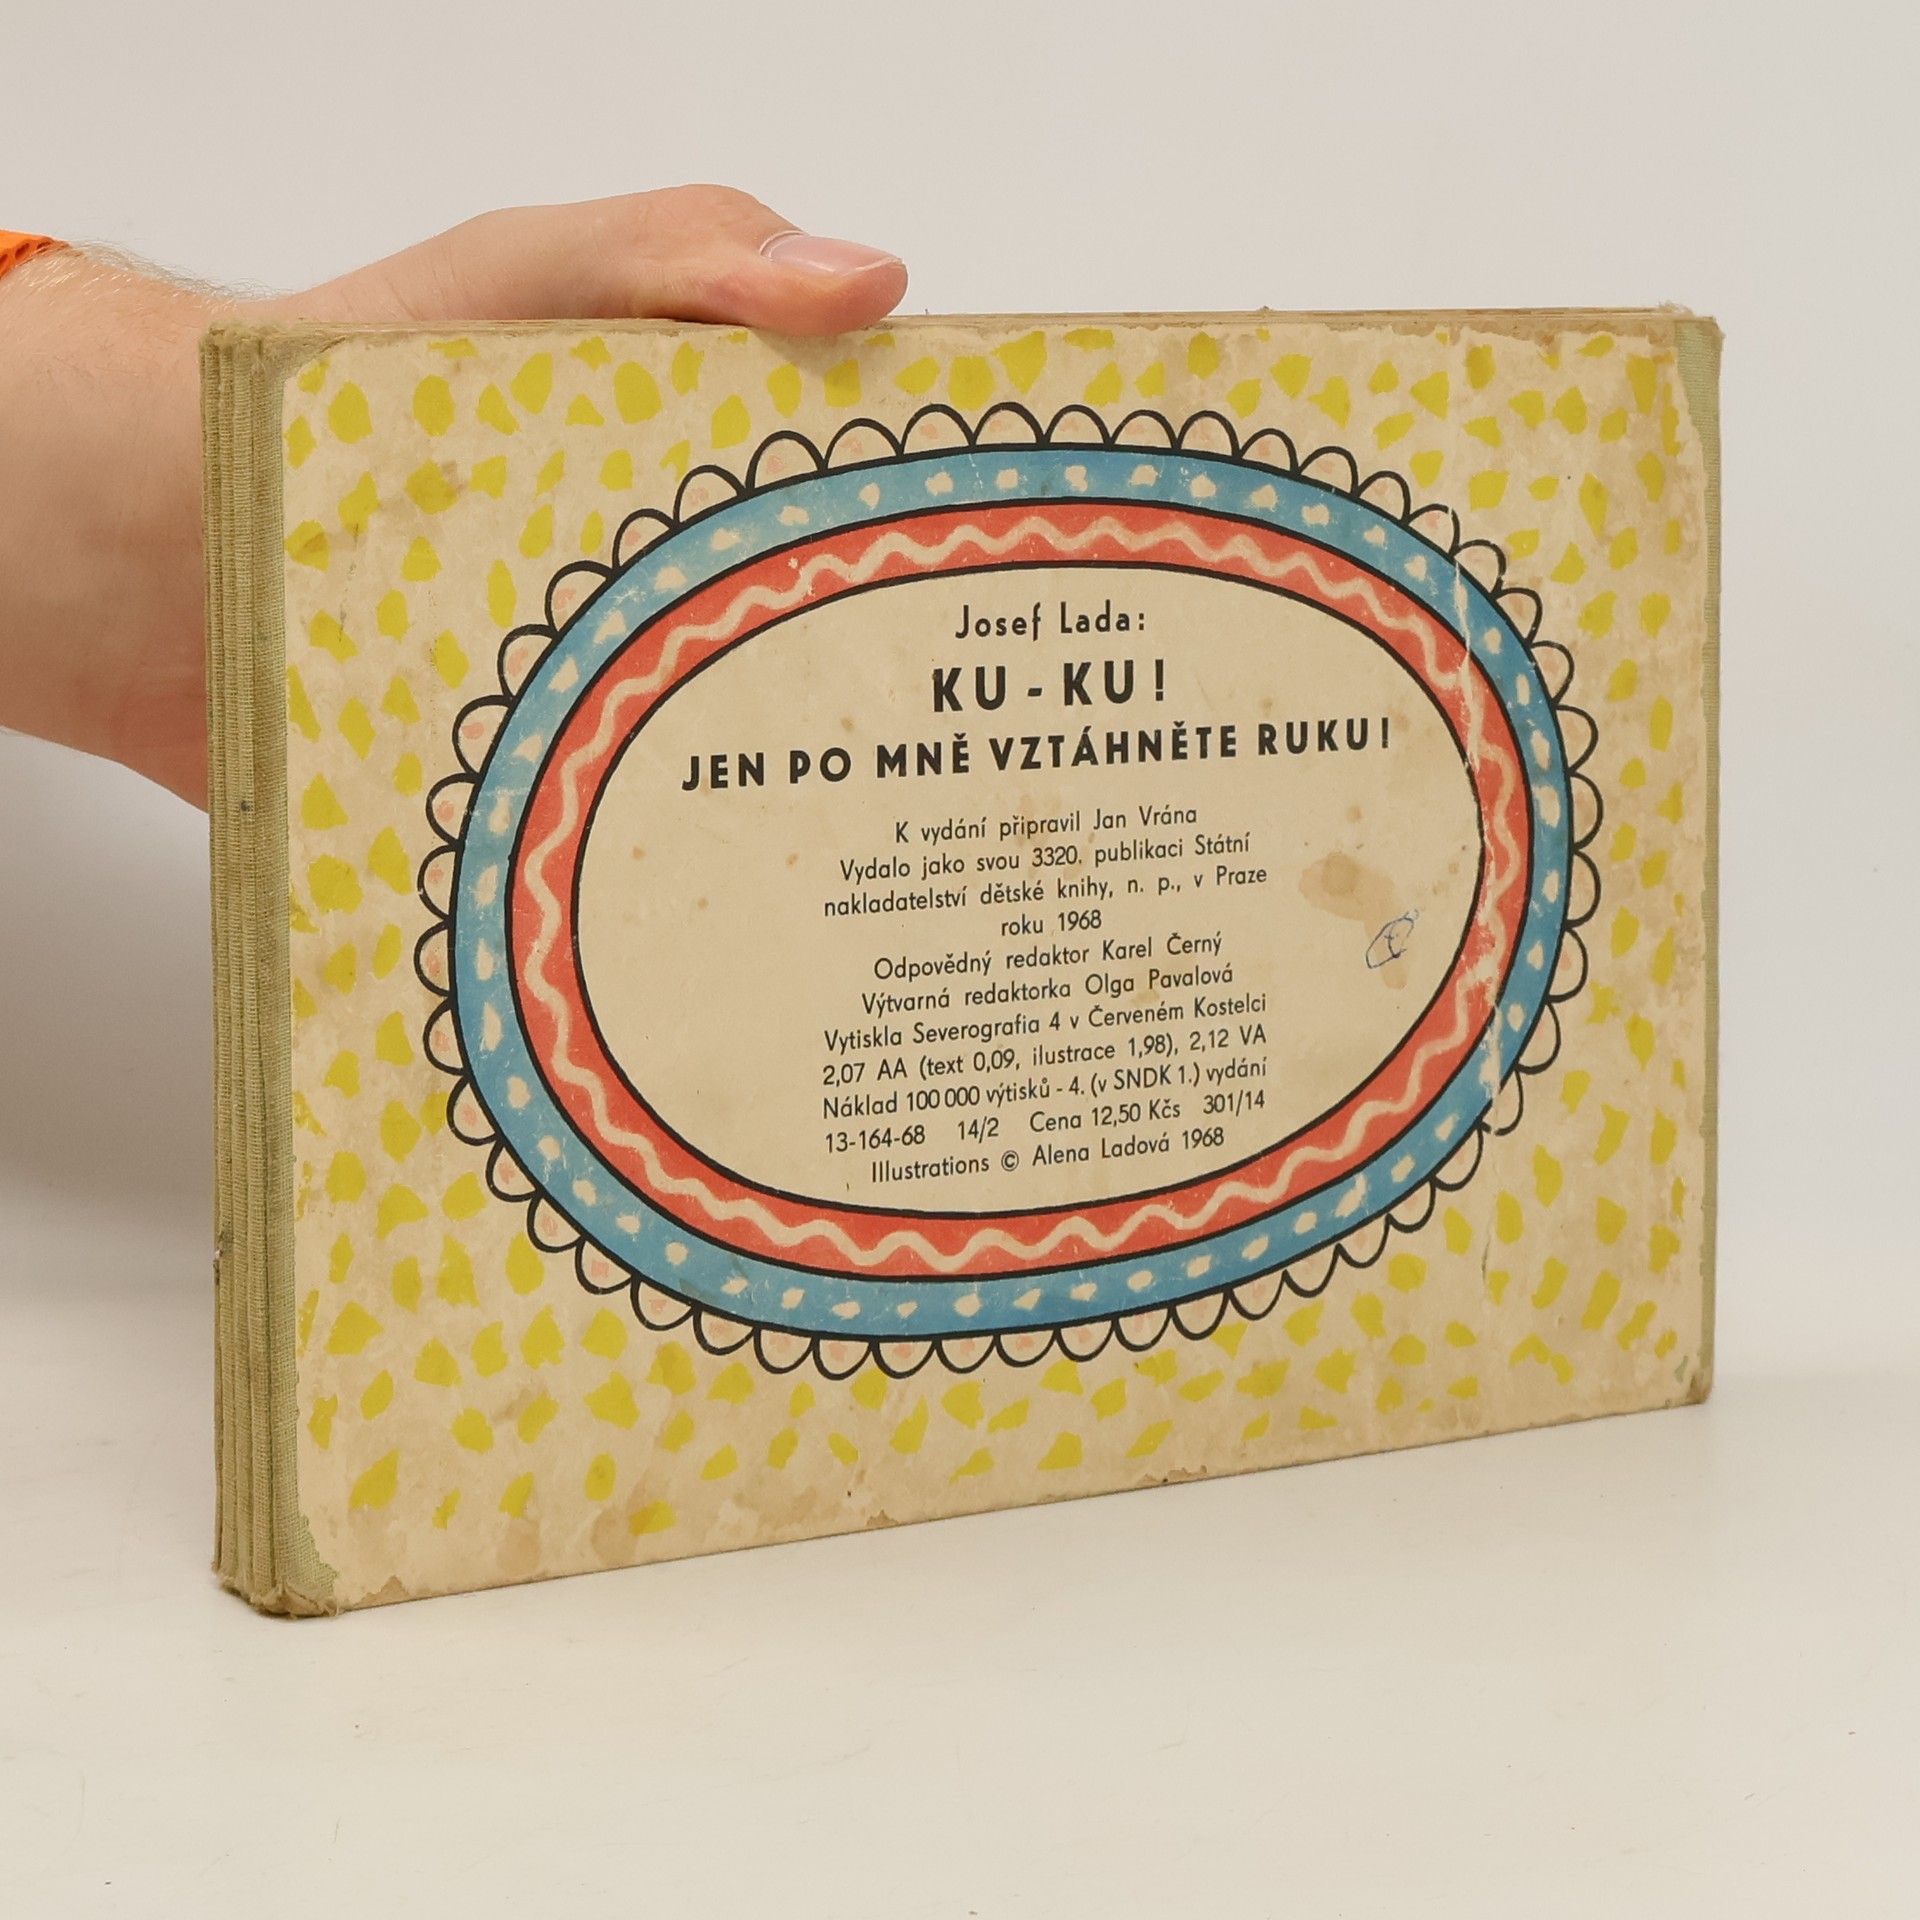 Josef Lada:
KU - KU!
JEN PO MNĚ VZTÁHNĚTE RUKU!
K vydání připravil Jan Vrána
Vydalo jako svou 3320. publikaci Státní
nakladatelství dětské knihy, n. p., v Praze
roku 1968
Odpovědný redaktor Karel Černý
Výtvarná redaktorka Olga Pavalová
Vytiskla Severografia 4 v Červeném Kostelci
2,07 AA (text 0,09, ilustrace 1,98), 2,12 VA
Náklad 100 000 výtisků - 4. (v SNDK 1.) vydání
13-164-68 14/2 Cena 12,50 Kčs 301/14
Illustrations © Alena Ladová 1968